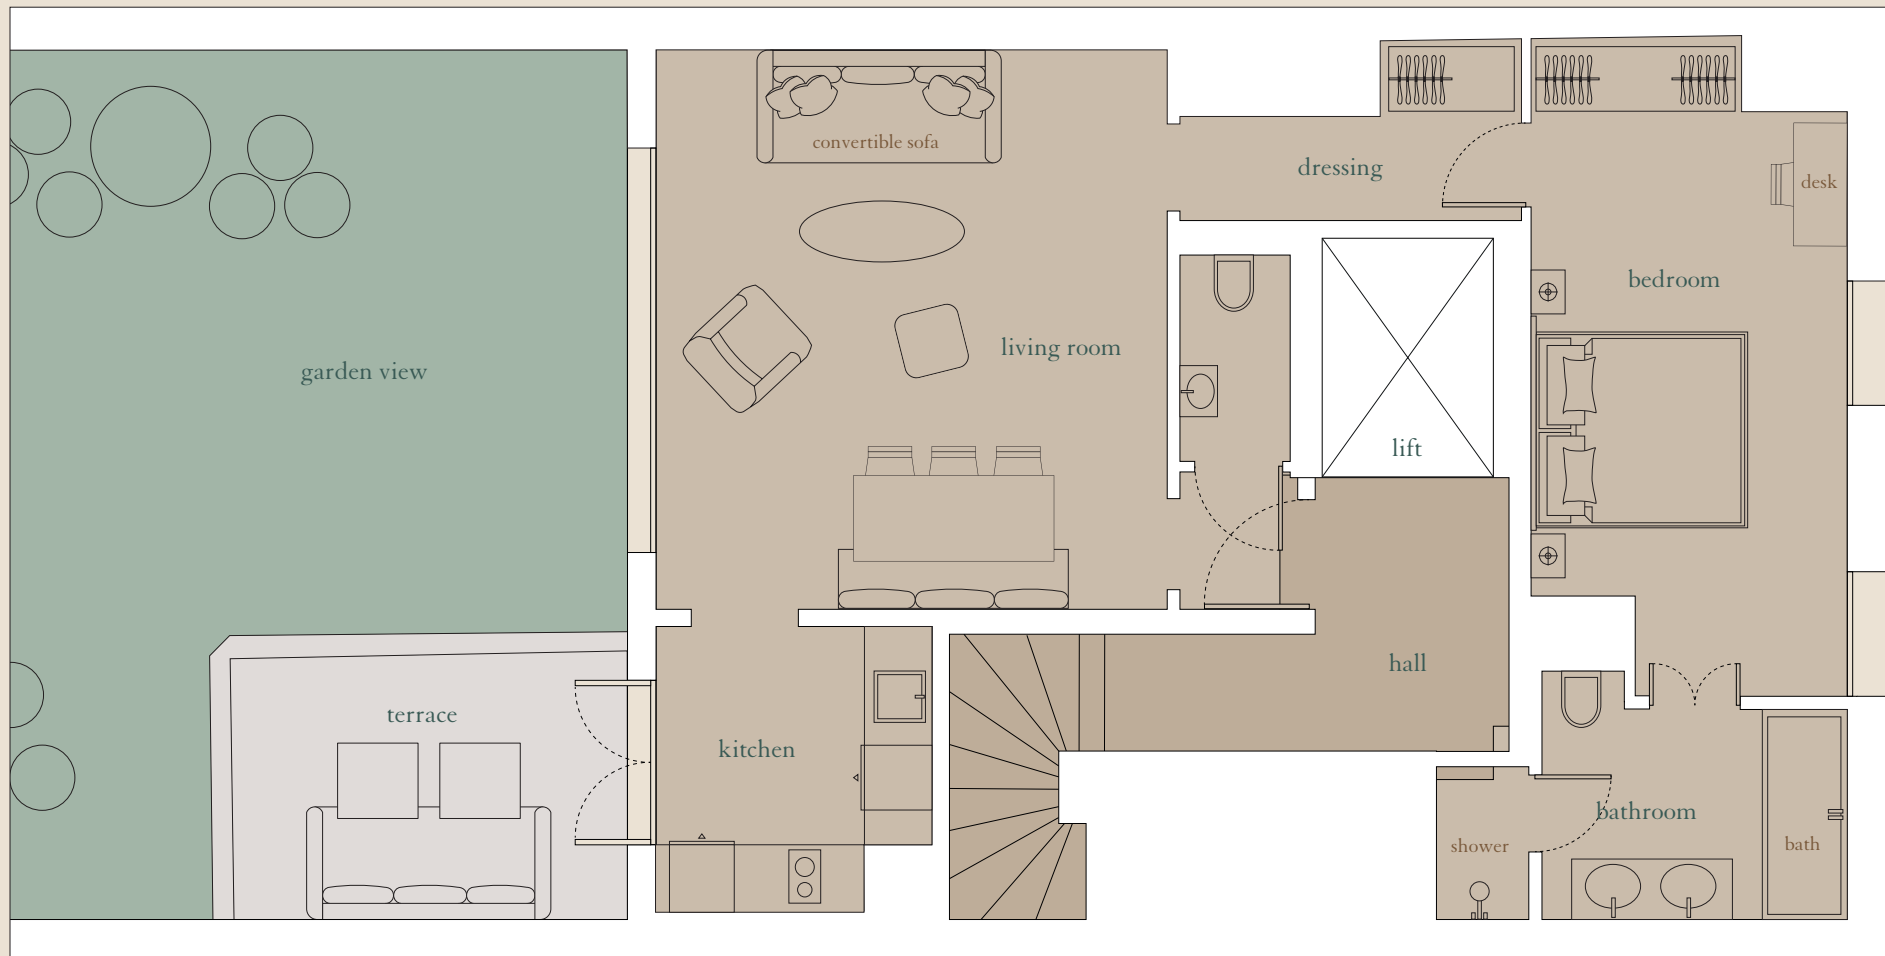 convertible sofa
dressing
desk
bedroom
living room
garden view
lift
hall
terrace
kitchen
bathroom
shower
bath